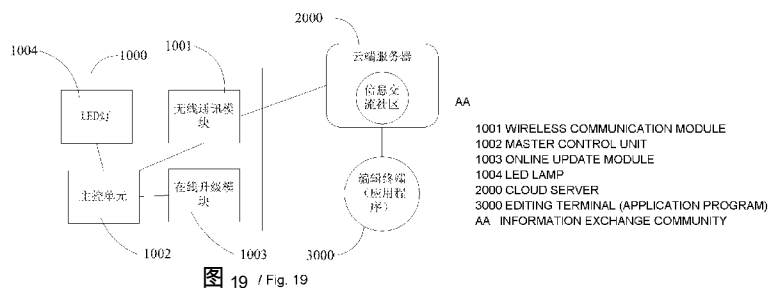 2000
1004
1000
1001
云端服务器
LED灯
无线通讯模
块
信息交
流社区
AA
1001 WIRELESS COMMUNICATION MODULE
1002 MASTER CONTROL UNIT
1003 ONLINE UPDATE MODULE
1004 LED LAMP
2000 CLOUD SERVER
3000 EDITING TERMINAL (APPLICATION PROGRAM)
AA INFORMATION EXCHANGE COMMUNITY
主控单元
在线升级模
块
编辑终端
(应用程
序)
1002
1003
3000
图 19 / Fig. 19